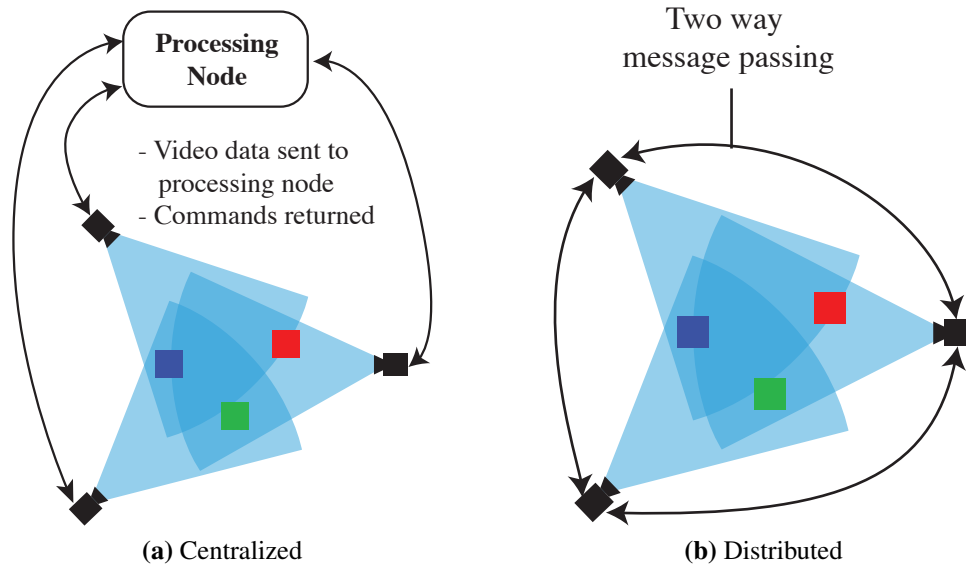 Processing
Node
- Video data sent to
processing node
- Commands returned
(a) Centralized
Two way
message passing
(b) Distributed